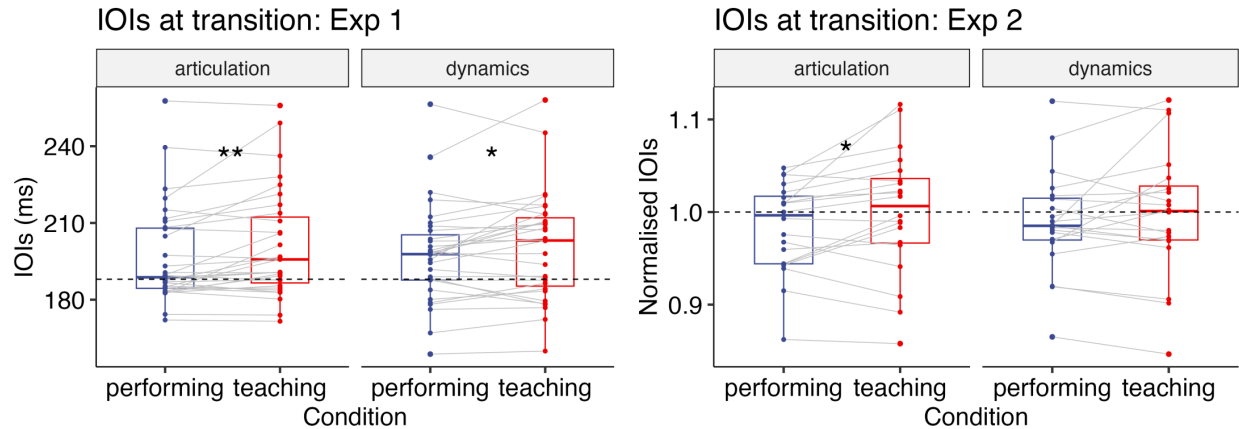 IOIs at transition: Exp 1
articulation
dynamics
IOIs (ms)
240
210
180
**
*
performing teaching
performing teaching
Condition
IOIs at transition: Exp 2
articulation
dynamics
Normalised IOIs
1.1
1.0
0.9
*
performing teaching
performing teaching
Condition